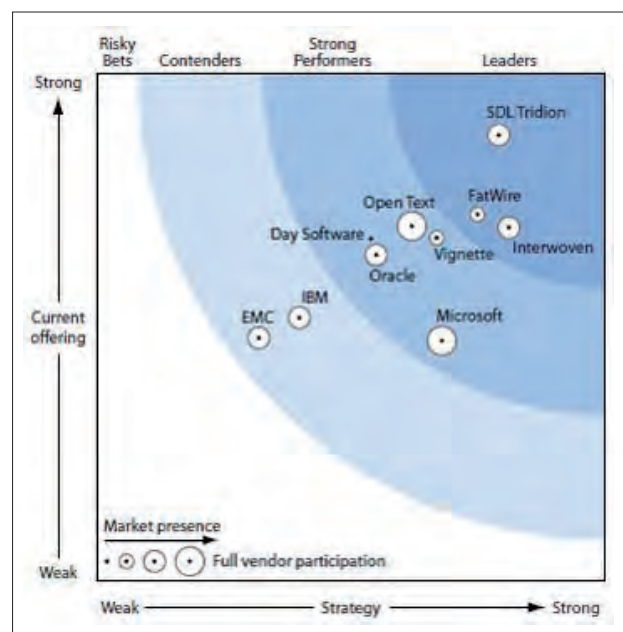 Risky
Bets
Contenders
Strong
Performers
Leaders
Strong
SDL Tridion
FatWire
Open Text
Day Software
Vignette
Interwoven
Oracle
IBM
EMC
Microsoft
Current
offering
Market presence
Full vendor participation
Weak
Weak
Strategy
Strong